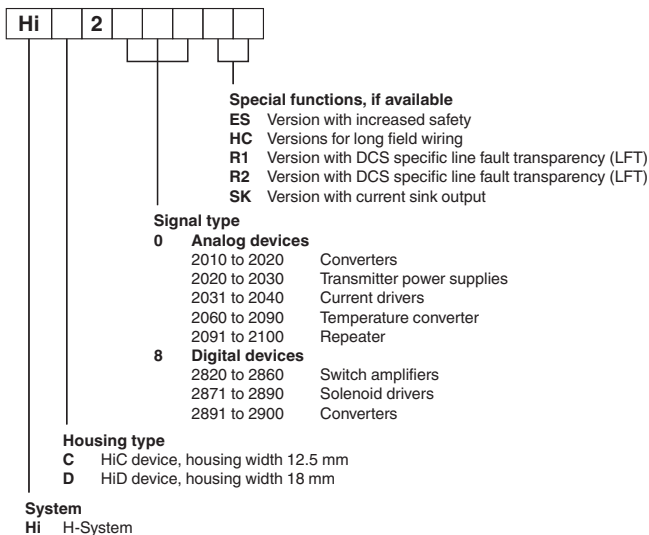 Hi 2
Special functions, if available
ES Version with increased safety
HC Versions for long field wiring
R1 Version with DCS specific line fault transparency (LFT)
R2 Version with DCS specific line fault transparency (LFT)
SK Version with current sink output
Signal type
0 Analog devices
2010 to 2020 Converters
2020 to 2030 Transmitter power supplies
2031 to 2040 Current drivers
2060 to 2090 Temperature converter
2091 to 2100 Repeater
8 Digital devices
2820 to 2860 Switch amplifiers
2871 to 2890 Solenoid drivers
2891 to 2900 Converters
Housing type
C HiC device, housing width 12.5 mm
D HiD device, housing width 18 mm
System
Hi H-System